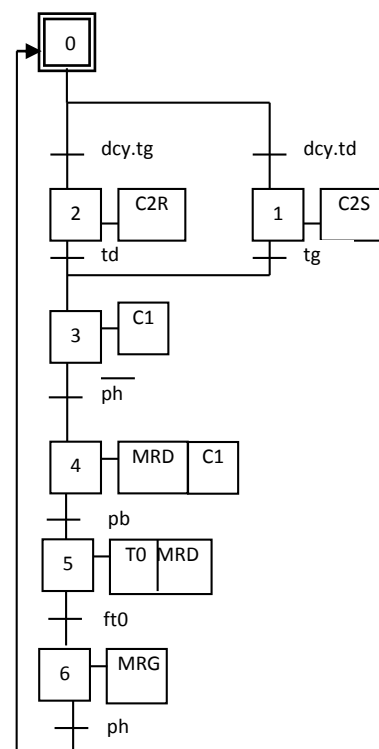 0
dcy.tg
dcy.td
2
C2R
1
C2S
td
tg
3
C1
ph
4
MRD
C1
pb
5
T0
MRD
ft0
6
MRG
ph